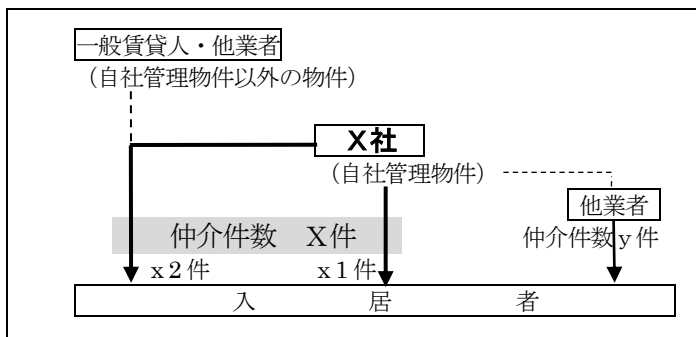 一般賃貸人・他業者
(自社管理物件以外の物件)
X社
(自社管理物件)
他業者
仲介件数 X件
仲介件数y件
x2件 x1件
入居者